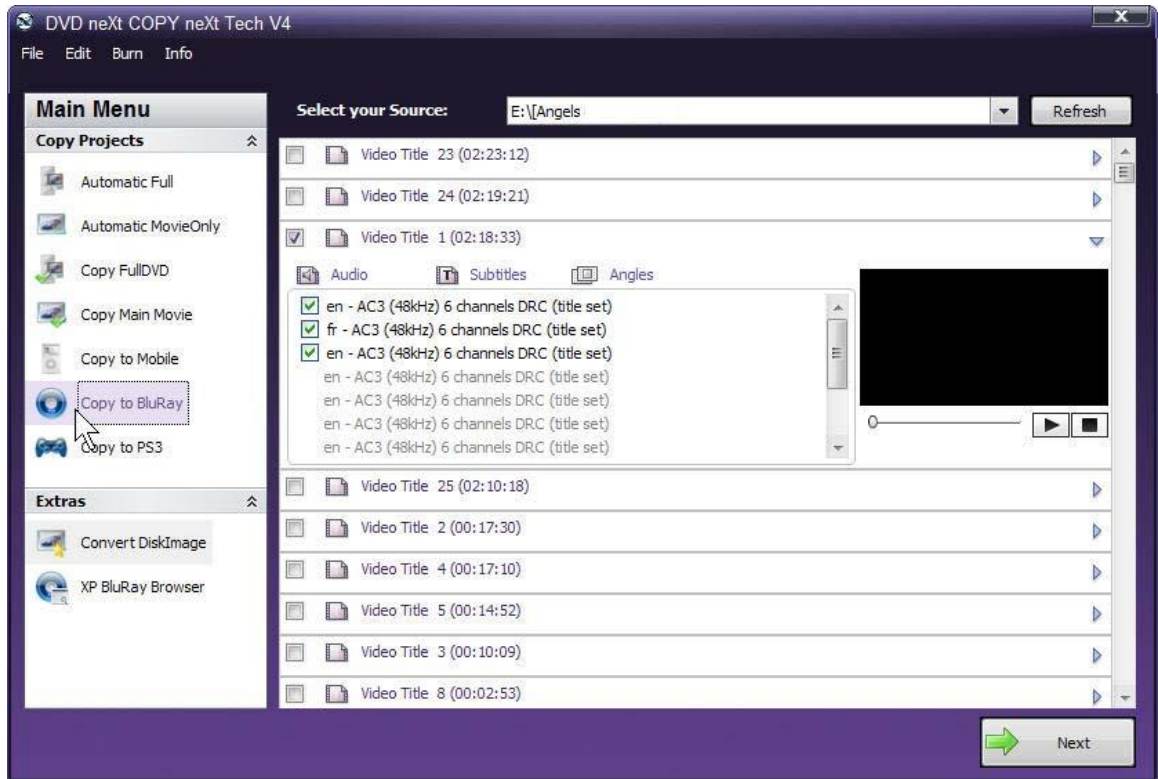 DVD neXt COPY neXt Tech V4
File Edit Burn Info
Main Menu
Copy Projects
Automatic Full
Automatic MovieOnly
Copy FullDVD
Copy Main Movie
Copy to Mobile
Copy to BluRay
Copy to PS3
Extras
Convert DiskImage
XP BluRay Browser
Select your Source: E:\[Angels Refresh
Video Title 23 (02:23:12)
Video Title 24 (02:19:21)
Video Title 1 (02:18:33)
Audio Subtitles Angles
en - AC3 (48kHz) 6 channels DRC (title set)
fr - AC3 (48kHz) 6 channels DRC (title set)
en - AC3 (48kHz) 6 channels DRC (title set)
en - AC3 (48kHz) 6 channels DRC (title set)
en - AC3 (48kHz) 6 channels DRC (title set)
en - AC3 (48kHz) 6 channels DRC (title set)
en - AC3 (48kHz) 6 channels DRC (title set)
Video Title 25 (02:10:18)
Video Title 2 (00:17:30)
Video Title 4 (00:17:10)
Video Title 5 (00:14:52)
Video Title 3 (00:10:09)
Video Title 8 (00:02:53)
Next